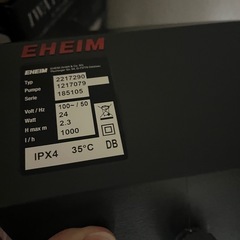 EHEIM
EHEIM
Typ 2217290
Pumpe 1217079
Serie 185105
Volt / Hz 100~ / 50
Watt 24
H max m 2.3
l / h 1000
IPX4 35°C DB